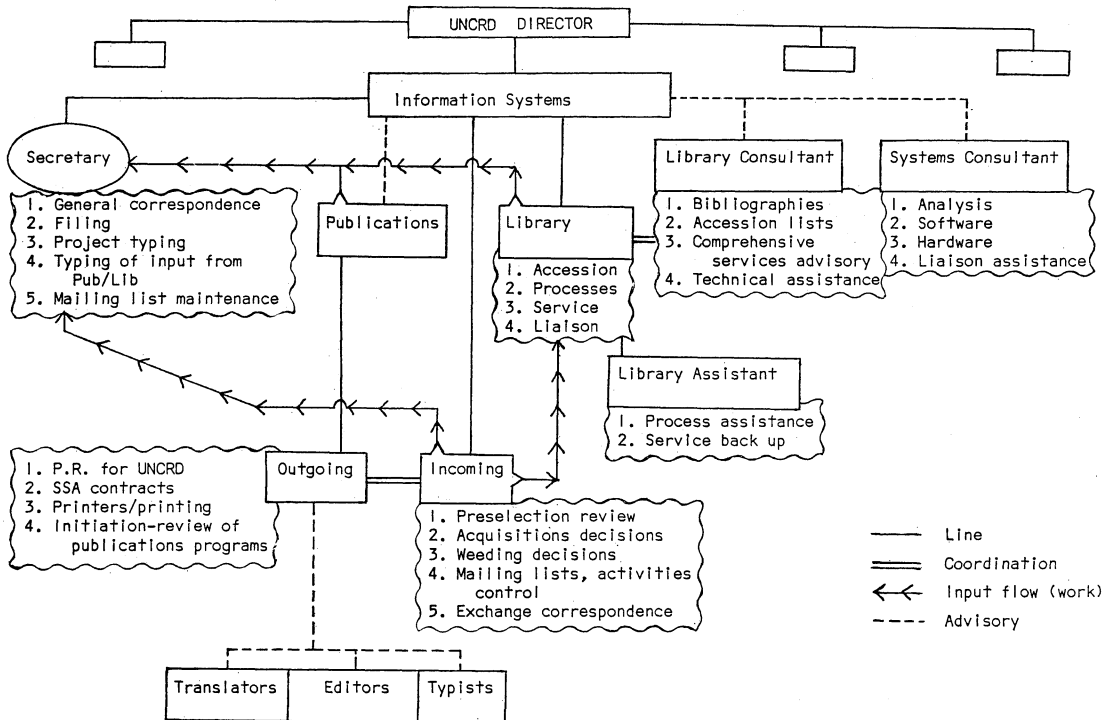 UNCRD DIRECTOR
Information Systems
Secretary
1. General correspondence
2. Filing
3. Project typing
4. Typing of input from
Pub/Lib
5. Mailing list maintenance
Publications
Library
1. Accession
2. Processes
3. Service
4. Liaison
Library Consultant
1. Bibliographies
2. Accession lists
3. Comprehensive
services advisory
4. Technical assistance
Systems Consultant
1. Analysis
2. Software
3. Hardware
4. Liaison assistance
Library Assistant
1. Process assistance
2. Service back up
Outgoing
1. P.R. for UNCRD
2. SSA contracts
3. Printers/printing
4. Initiation-review of
publications programs
Incoming
1. Preselection review
2. Acquisitions decisions
3. Weeding decisions
4. Mailing lists, activities
control
5. Exchange correspondence
Translators
Editors
Typists
Line
Coordination
Input flow (work)
Advisory